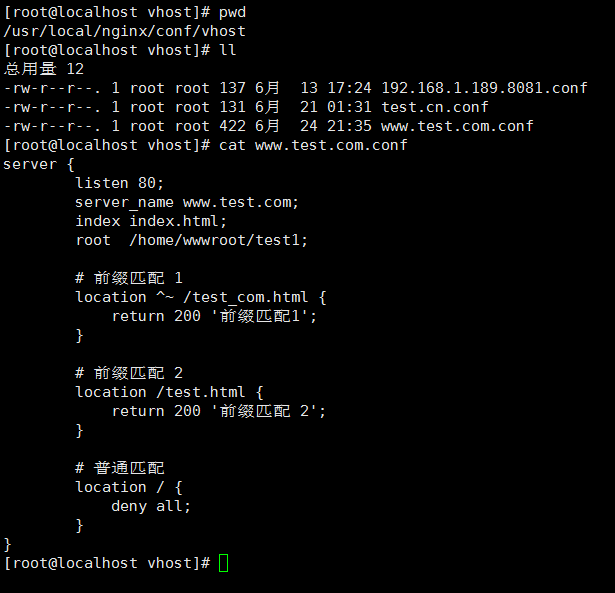 [root@localhost vhost]# pwd
/usr/local/nginx/conf/vhost
[root@localhost vhost]# ll
总用量 12
-rw-r--r--. 1 root root 137 6月  13 17:24 192.168.1.189.8081.conf
-rw-r--r--. 1 root root 131 6月  21 01:31 test.cn.conf
-rw-r--r--. 1 root root 422 6月  24 21:35 www.test.com.conf
[root@localhost vhost]# cat www.test.com.conf
server {
        listen 80;
        server_name www.test.com;
        index index.html;
        root  /home/wwwroot/test1;

        # 前缀匹配 1
        location ^~ /test_com.html {
            return 200 '前缀匹配1';
        }

        # 前缀匹配 2
        location /test.html {
            return 200 '前缀匹配 2';
        }

        # 普通匹配
        location / {
            deny all;
        }
}
[root@localhost vhost]#